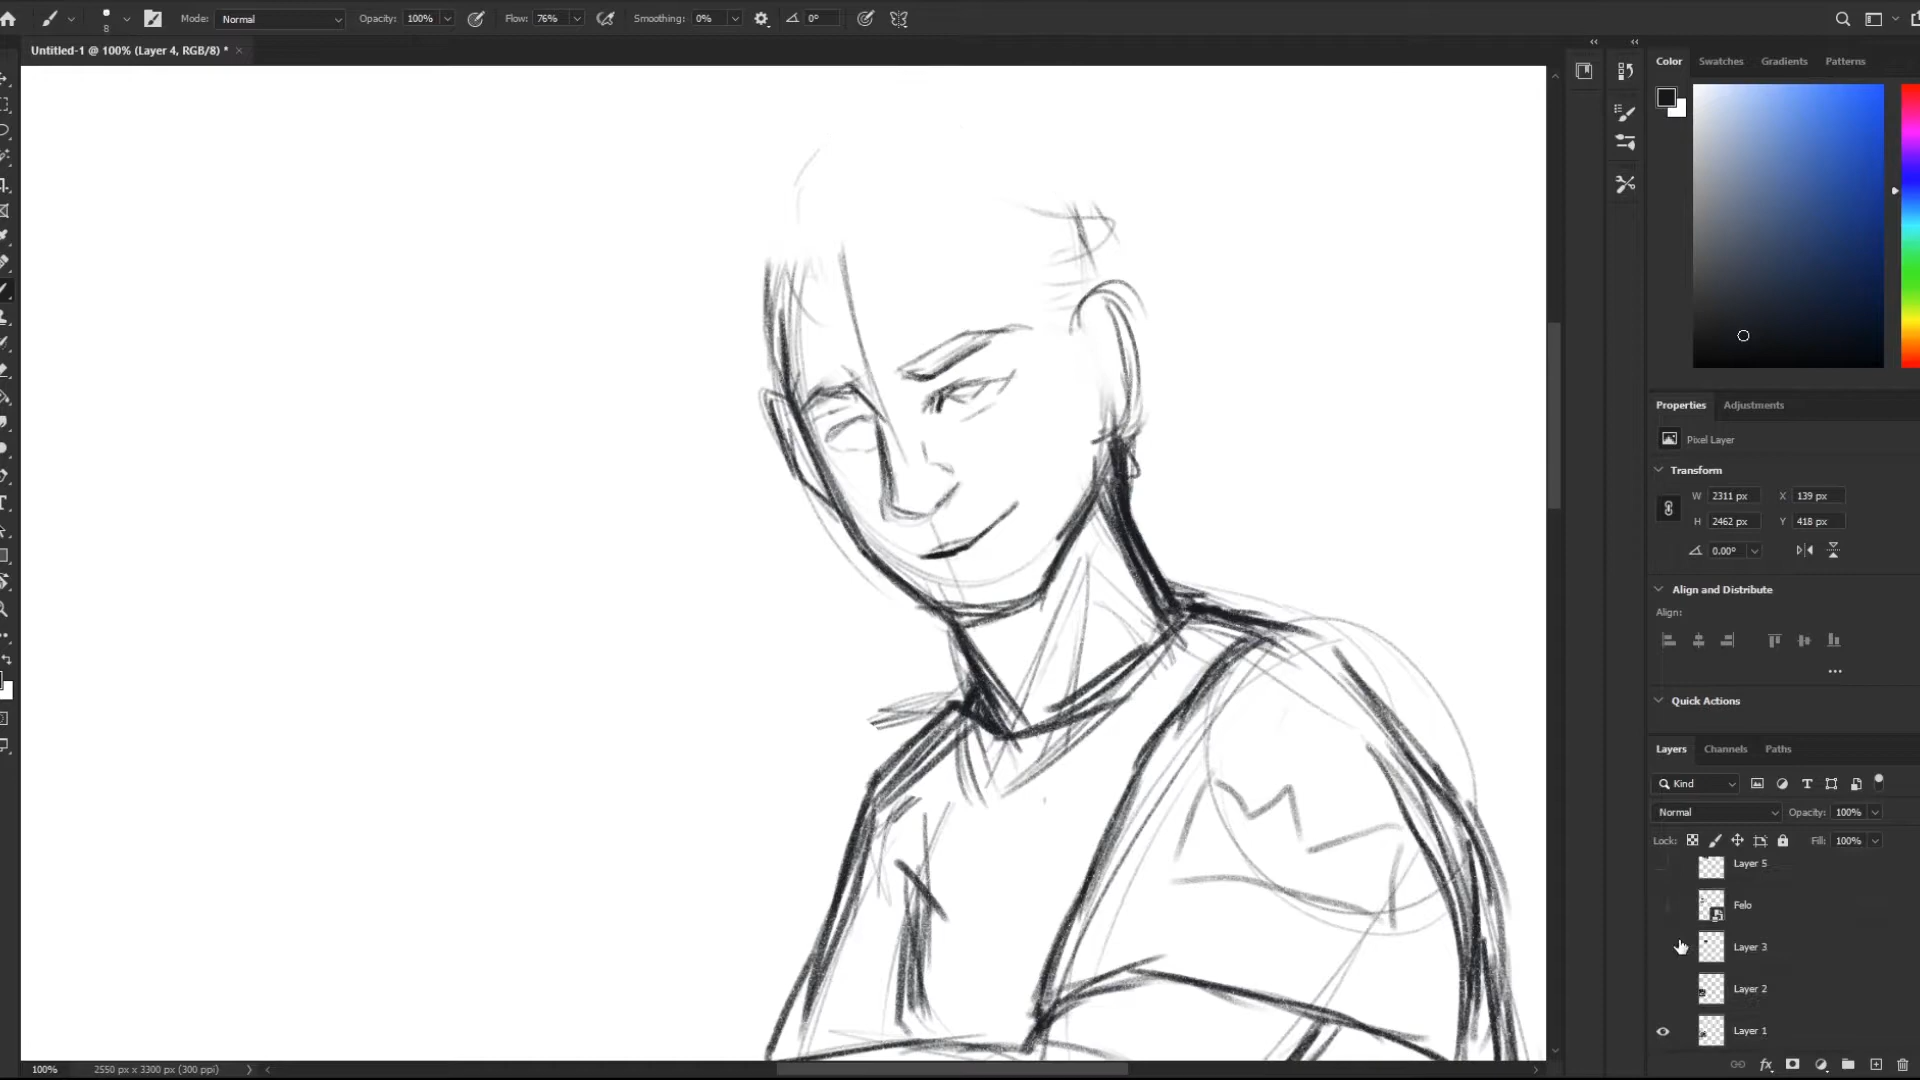 8
Mode: Normal
Opacity: 100%
Flow: 76%
Smoothing: 0%
0°
Untitled-1 @ 100% (Layer 4, RGB/8) *
Color Swatches Gradients Patterns
Properties Adjustments
Pixel Layer
Transform
W 2311 px X 139 px
H 2462 px Y 418 px
0.00°
Align and Distribute
Align:
Quick Actions
Layers Channels Paths
Kind
Normal Opacity: 100%
Lock: Fill: 100%
Layer 5
Felo
Layer 3
Layer 2
Layer 1
100% 2550 px x 3300 px (300 ppi)